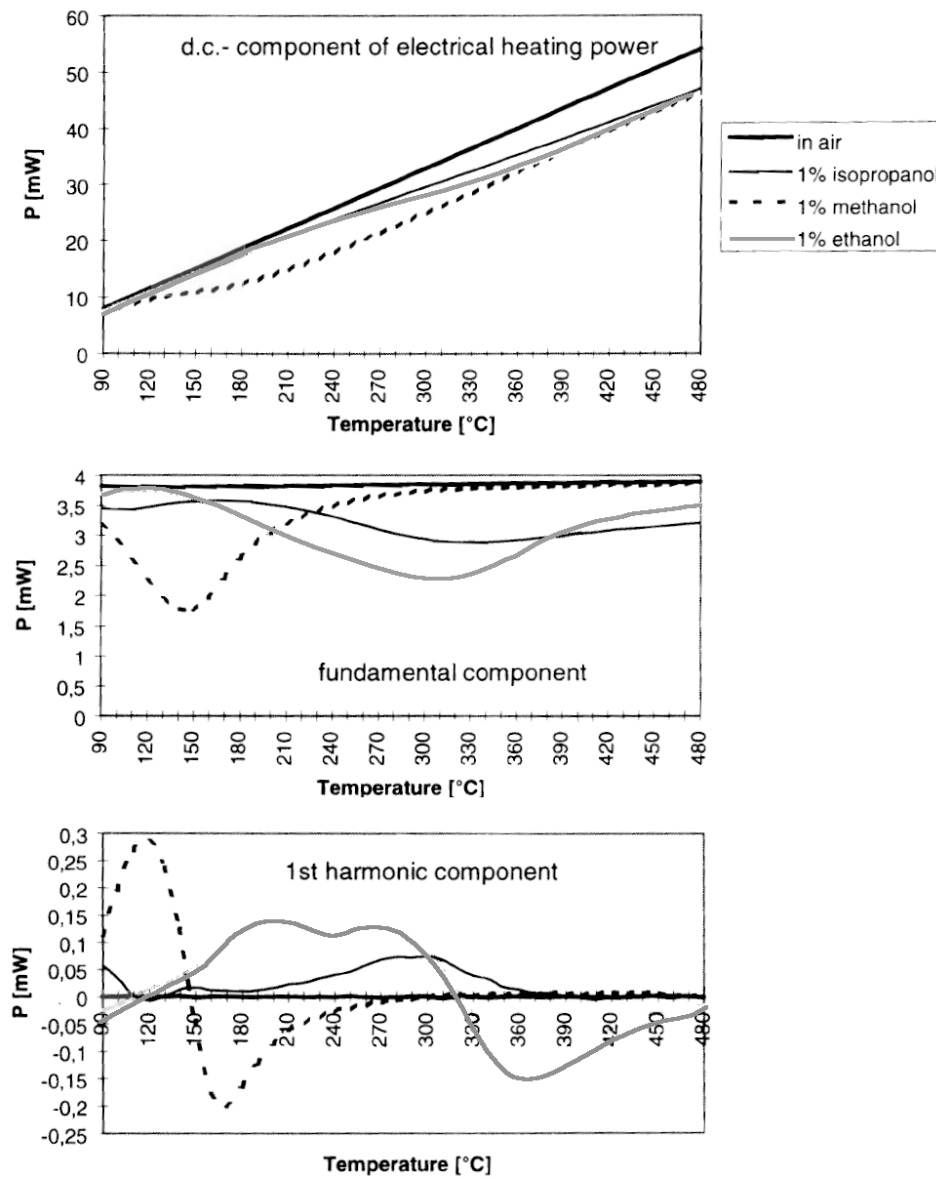 d.c.- component of electrical heating power
60
50
40
30
20
10
0
P [mW]
90 120 150 180 210 240 270 300 330 360 390 420 450 480
Temperature [°C]
in air
1% isopropanol
1% methanol
1% ethanol
4
3,5
3
2,5
2
1,5
1
0,5
0
P [mW]
fundamental component
90 120 150 180 210 240 270 300 330 360 390 420 450 480
Temperature [°C]
0,3
0,25
0,2
0,15
0,1
0,05
0
-0,05
-0,1
-0,15
-0,2
-0,25
P [mW]
1st harmonic component
90 120 150 180 210 240 270 300 330 360 390 420 450 480
Temperature [°C]